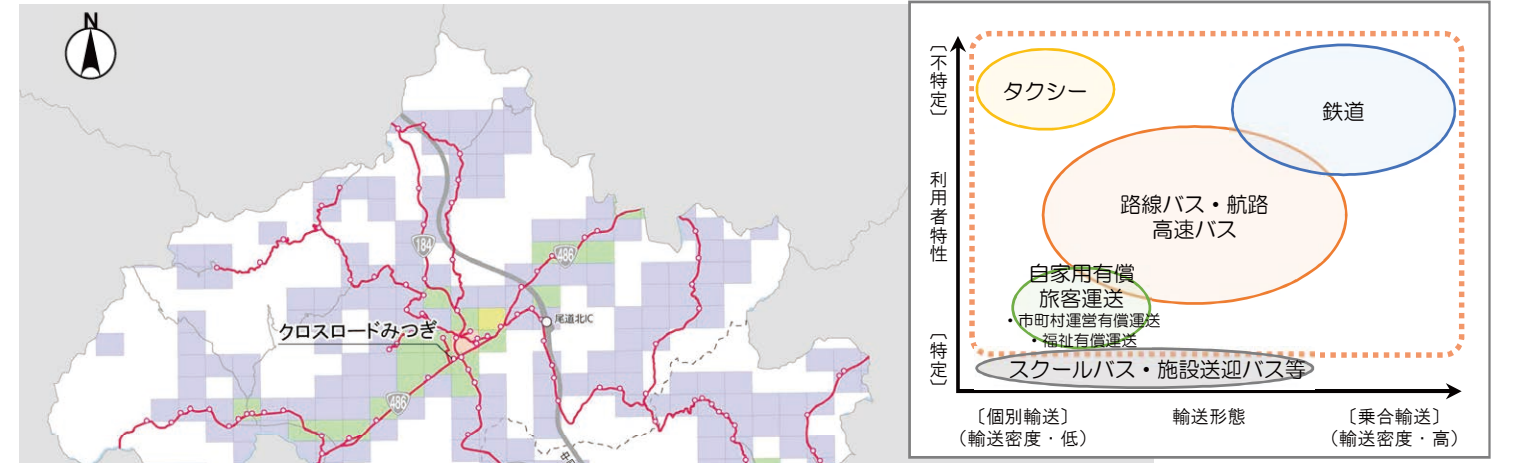 N
184
486
クロスロードみつぎ
尾道北IC
486
〔不特定〕
利用者特性
〔特定〕
タクシー
鉄道
路線バス・航路
高速バス
自家用有償
旅客運送
・市町村運営有償運送
・福祉有償運送
スクールバス・施設送迎バス等
〔個別輸送〕
（輸送密度・低）
輸送形態
〔乗合輸送〕
（輸送密度・高）